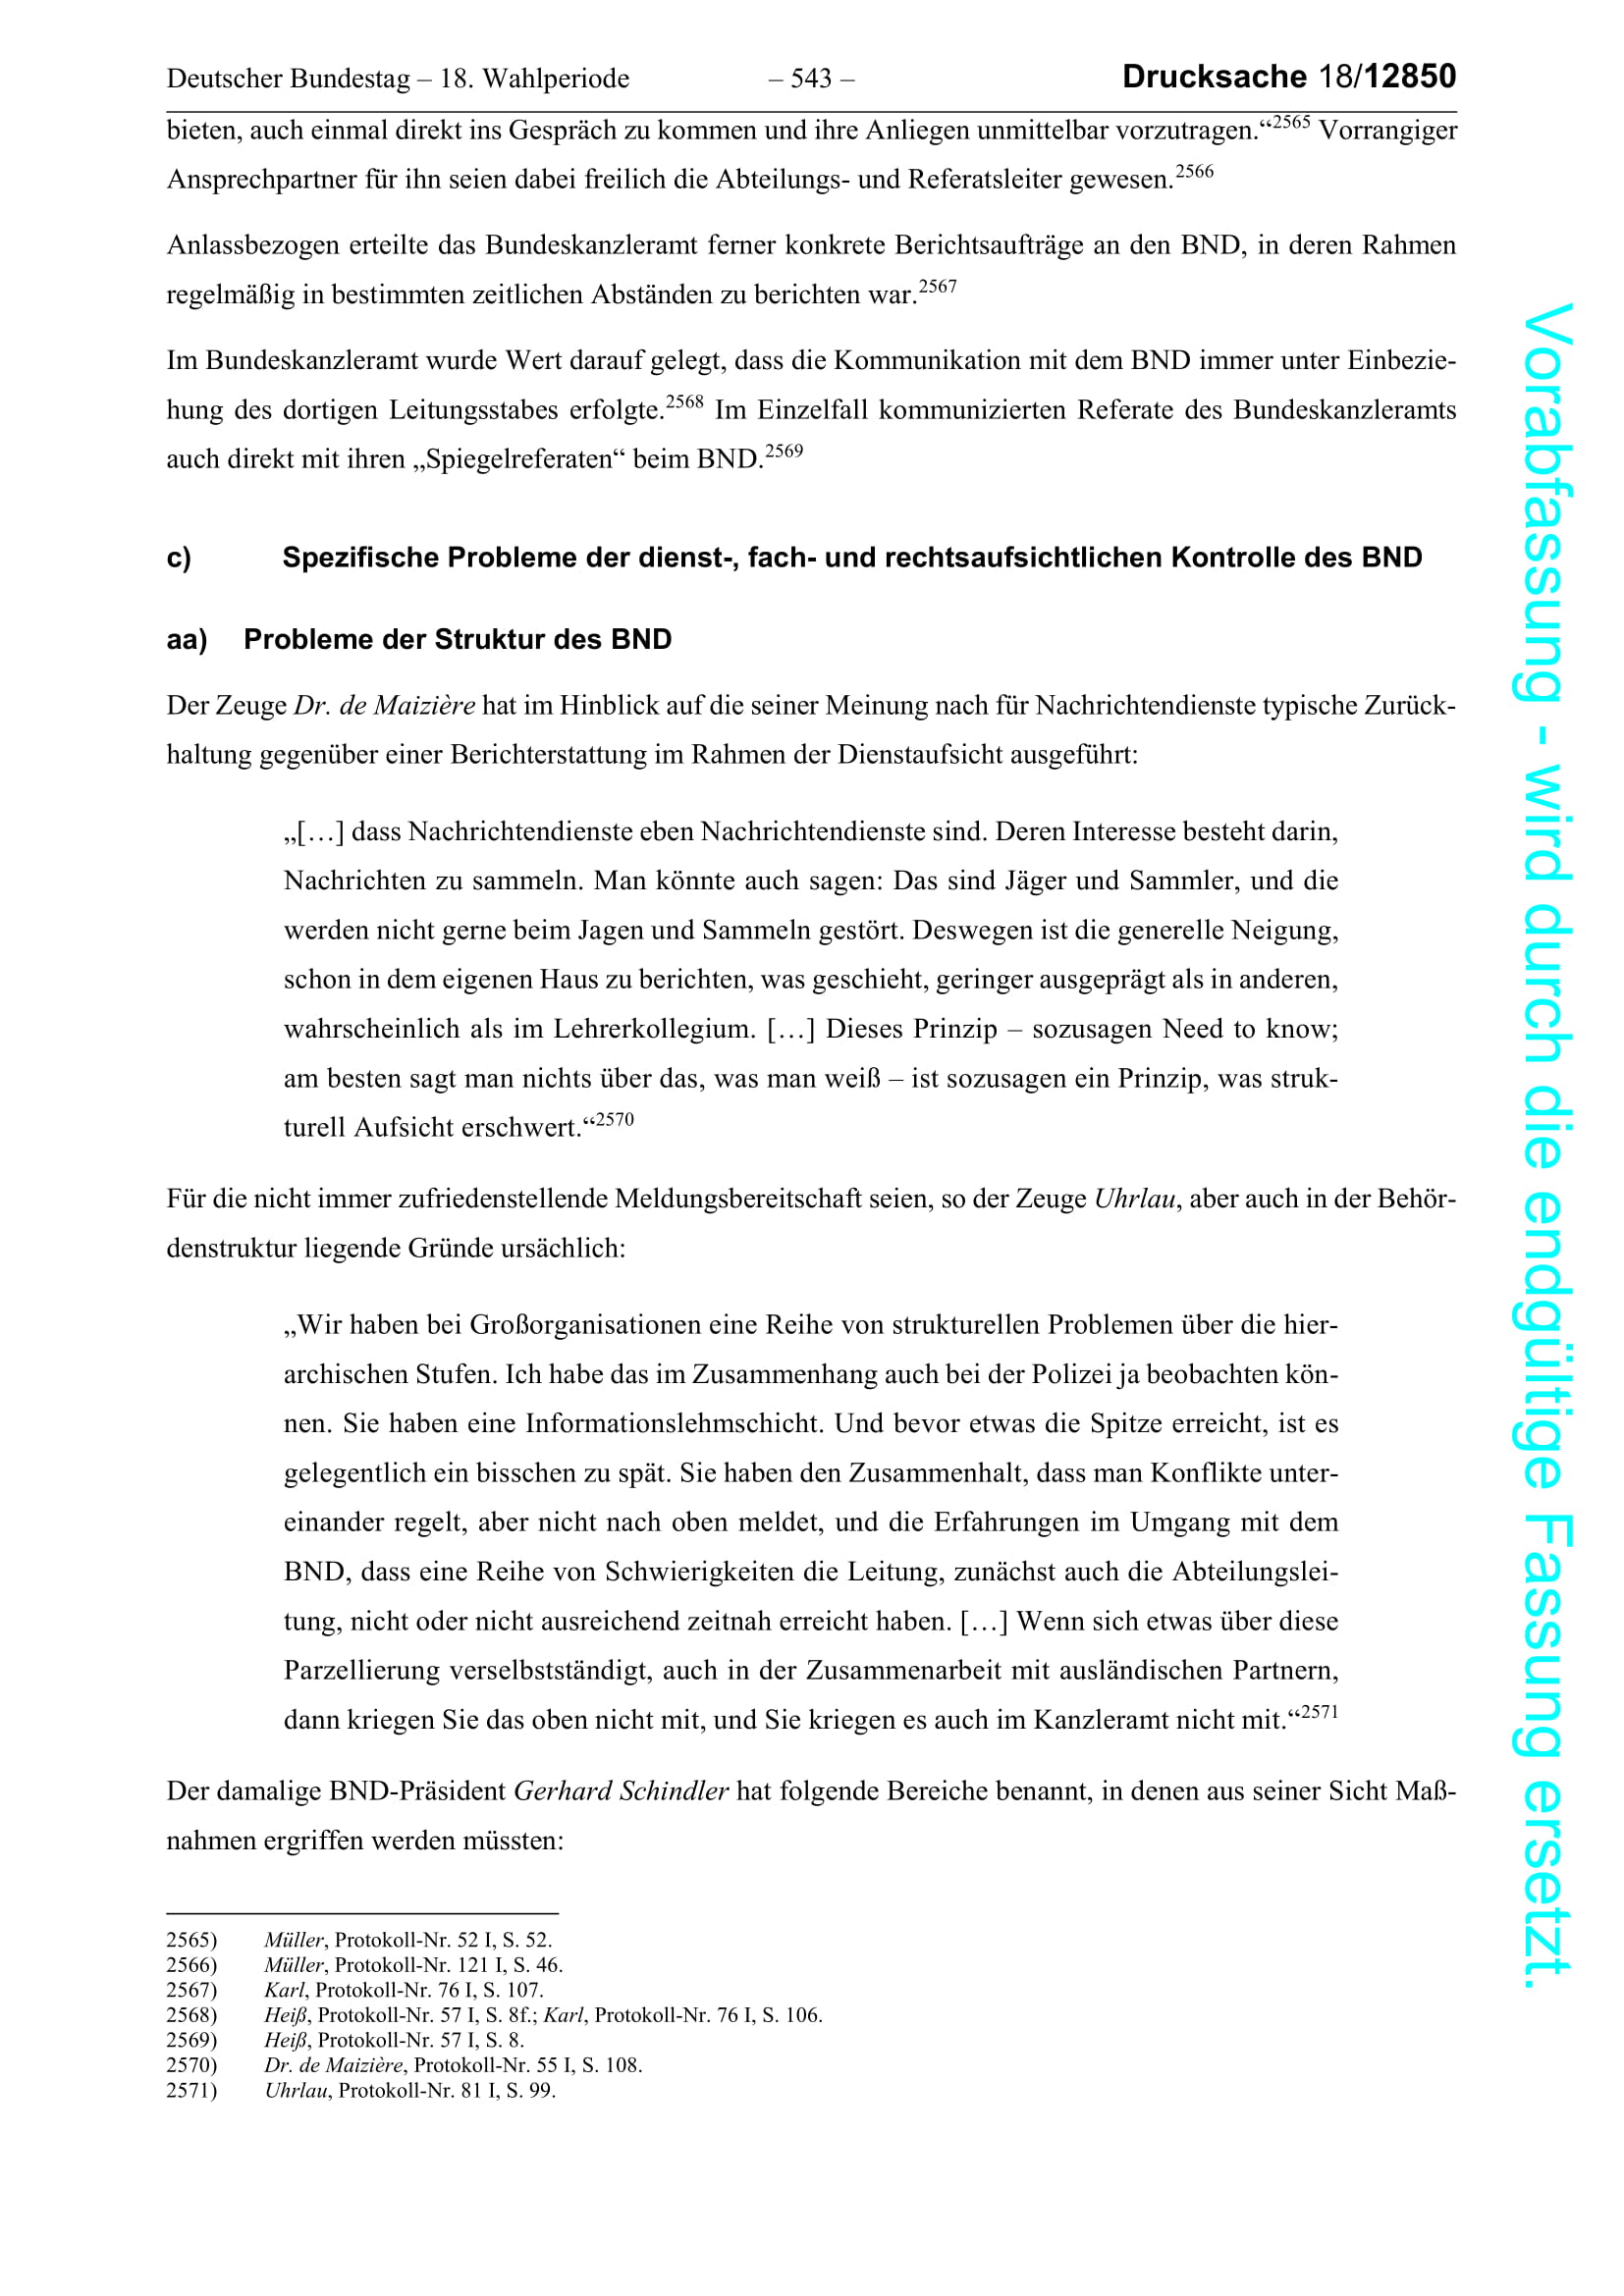 Deutscher Bundestag – 18. Wahlperiode – 543 – Drucksache 18/12850
bieten, auch einmal direkt ins Gespräch zu kommen und ihre Anliegen unmittelbar vorzutragen.“2565 Vorrangiger
Ansprechpartner für ihn seien dabei freilich die Abteilungs- und Referatsleiter gewesen.2566
Anlassbezogen erteilte das Bundeskanzleramt ferner konkrete Berichtsaufträge an den BND, in deren Rahmen
regelmäßig in bestimmten zeitlichen Abständen zu berichten war.2567
Im Bundeskanzleramt wurde Wert darauf gelegt, dass die Kommunikation mit dem BND immer unter Einbezie-
hung des dortigen Leitungsstabes erfolgte.2568 Im Einzelfall kommunizierten Referate des Bundeskanzleramts
auch direkt mit ihren „Spiegelreferaten“ beim BND.2569
c) Spezifische Probleme der dienst-, fach- und rechtsaufsichtlichen Kontrolle des BND
aa) Probleme der Struktur des BND
Der Zeuge Dr. de Maizière hat im Hinblick auf die seiner Meinung nach für Nachrichtendienste typische Zurück-
haltung gegenüber einer Berichterstattung im Rahmen der Dienstaufsicht ausgeführt:
„[…] dass Nachrichtendienste eben Nachrichtendienste sind. Deren Interesse besteht darin,
Nachrichten zu sammeln. Man könnte auch sagen: Das sind Jäger und Sammler, und die
werden nicht gerne beim Jagen und Sammeln gestört. Deswegen ist die generelle Neigung,
schon in dem eigenen Haus zu berichten, was geschieht, geringer ausgeprägt als in anderen,
wahrscheinlich als im Lehrerkollegium. […] Dieses Prinzip – sozusagen Need to know;
am besten sagt man nichts über das, was man weiß – ist sozusagen ein Prinzip, was struk-
turell Aufsicht erschwert.“2570
Für die nicht immer zufriedenstellende Meldungsbereitschaft seien, so der Zeuge Uhrlau, aber auch in der Behör-
denstruktur liegende Gründe ursächlich:
„Wir haben bei Großorganisationen eine Reihe von strukturellen Problemen über die hier-
archischen Stufen. Ich habe das im Zusammenhang auch bei der Polizei ja beobachten kön-
nen. Sie haben eine Informationslehmschicht. Und bevor etwas die Spitze erreicht, ist es
gelegentlich ein bisschen zu spät. Sie haben den Zusammenhalt, dass man Konflikte unter-
einander regelt, aber nicht nach oben meldet, und die Erfahrungen im Umgang mit dem
BND, dass eine Reihe von Schwierigkeiten die Leitung, zunächst auch die Abteilungslei-
tung, nicht oder nicht ausreichend zeitnah erreicht haben. […] Wenn sich etwas über diese
Parzellierung verselbstständigt, auch in der Zusammenarbeit mit ausländischen Partnern,
dann kriegen Sie das oben nicht mit, und Sie kriegen es auch im Kanzleramt nicht mit.“2571
Der damalige BND-Präsident Gerhard Schindler hat folgende Bereiche benannt, in denen aus seiner Sicht Maß-
nahmen ergriffen werden müssten:
2565) Müller, Protokoll-Nr. 52 I, S. 52.
2566) Müller, Protokoll-Nr. 121 I, S. 46.
2567) Karl, Protokoll-Nr. 76 I, S. 107.
2568) Heiß, Protokoll-Nr. 57 I, S. 8f.; Karl, Protokoll-Nr. 76 I, S. 106.
2569) Heiß, Protokoll-Nr. 57 I, S. 8.
2570) Dr. de Maizière, Protokoll-Nr. 55 I, S. 108.
2571) Uhrlau, Protokoll-Nr. 81 I, S. 99.
Vorabfassung - wird durch die endgültige Fassung ersetzt.